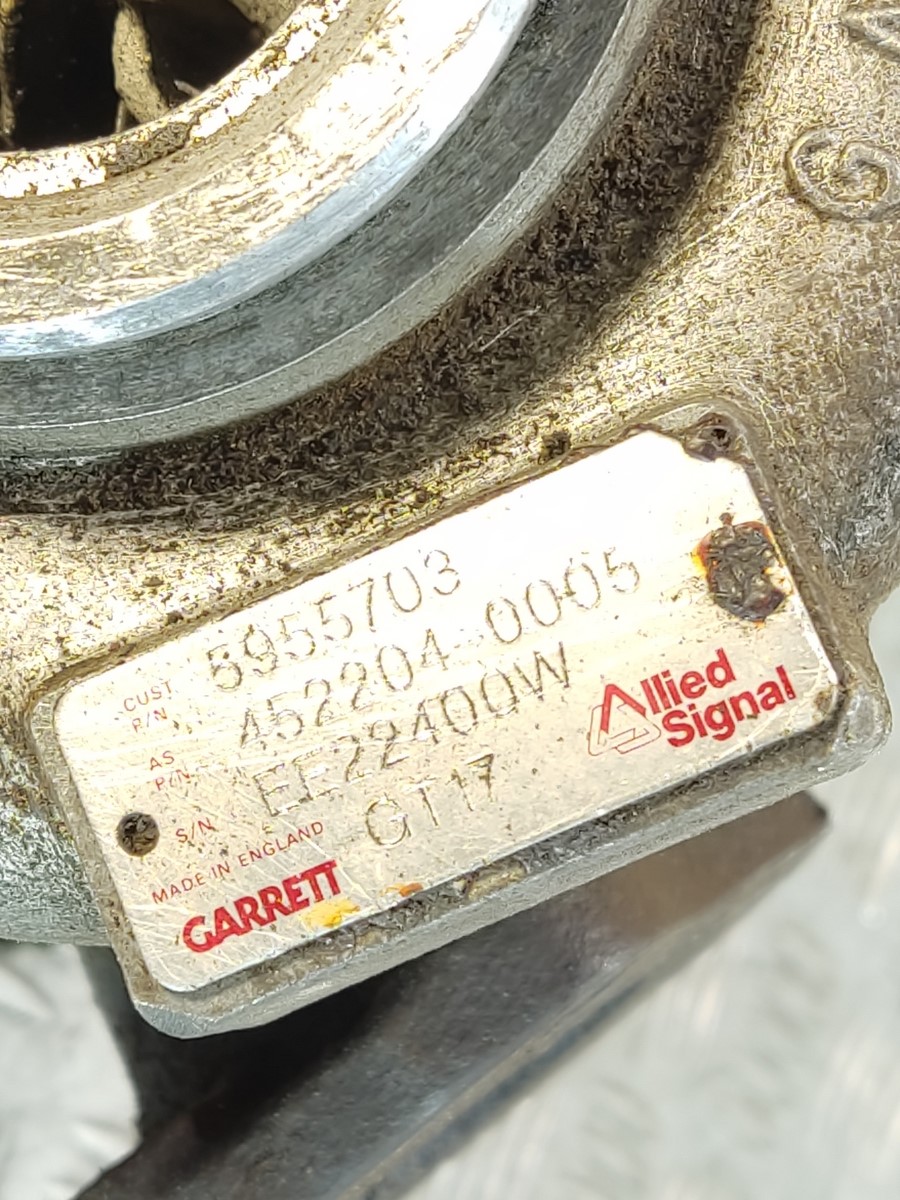 CUST. P/N 5955703
AS P/N 452204-0005
S/N EE22400W
MADE IN ENGLAND GT17
GARRETT
Allied Signal
G